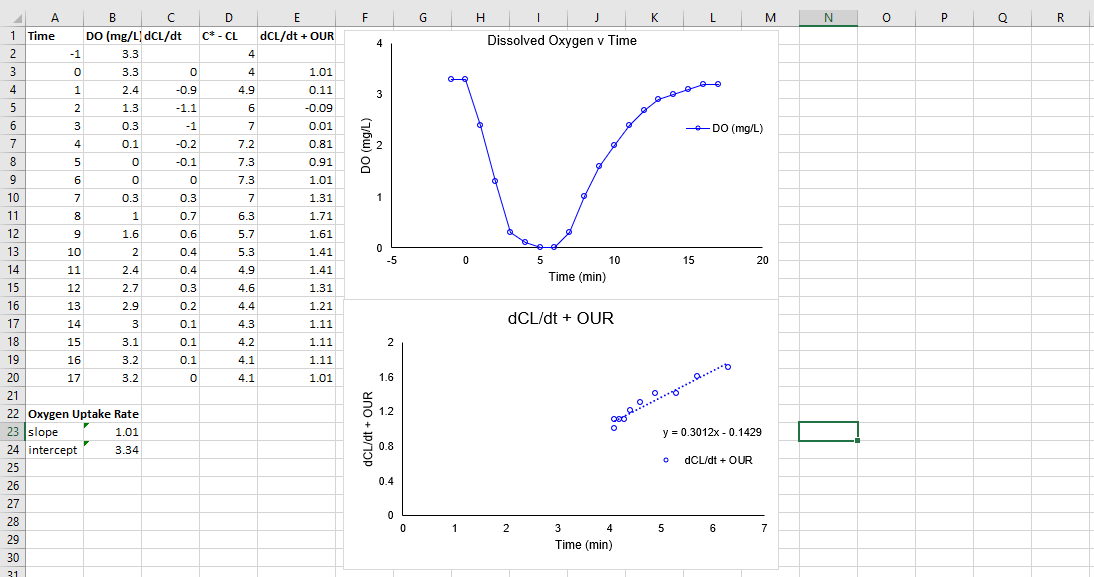 A B C D E F G H I J K L M N O P Q R
1 Time DO (mg/L) dCL/dt C* - CL dCL/dt + OUR
2 -1 3.3 4
3 0 3.3 0 4 1.01
4 1 2.4 -0.9 4.9 0.11
5 2 1.3 -1.1 6 -0.09
6 3 0.3 -1 7 0.01
7 4 0.1 -0.2 7.2 0.81
8 5 0 -0.1 7.3 0.91
9 6 0 0 7.3 1.01
10 7 0.3 0.3 7 1.31
11 8 1 0.7 6.3 1.71
12 9 1.6 0.6 5.7 1.61
13 10 2 0.4 5.3 1.41
14 11 2.4 0.4 4.9 1.41
15 12 2.7 0.3 4.6 1.31
16 13 2.9 0.2 4.4 1.21
17 14 3 0.1 4.3 1.11
18 15 3.1 0.1 4.2 1.11
19 16 3.2 0.1 4.1 1.11
20 17 3.2 0 4.1 1.01
21
22 Oxygen Uptake Rate
23 slope 1.01
24 intercept 3.34
25
26
27
28
29
30
31
Dissolved Oxygen v Time
4
3
2
1
0
DO (mg/L)
DO (mg/L)
-5 0 5 10 15 20
Time (min)
dCL/dt + OUR
2
1.6
1.2
0.8
0.4
0
dCL/dt + OUR
y = 0.3012x - 0.1429
dCL/dt + OUR
0 1 2 3 4 5 6 7
Time (min)